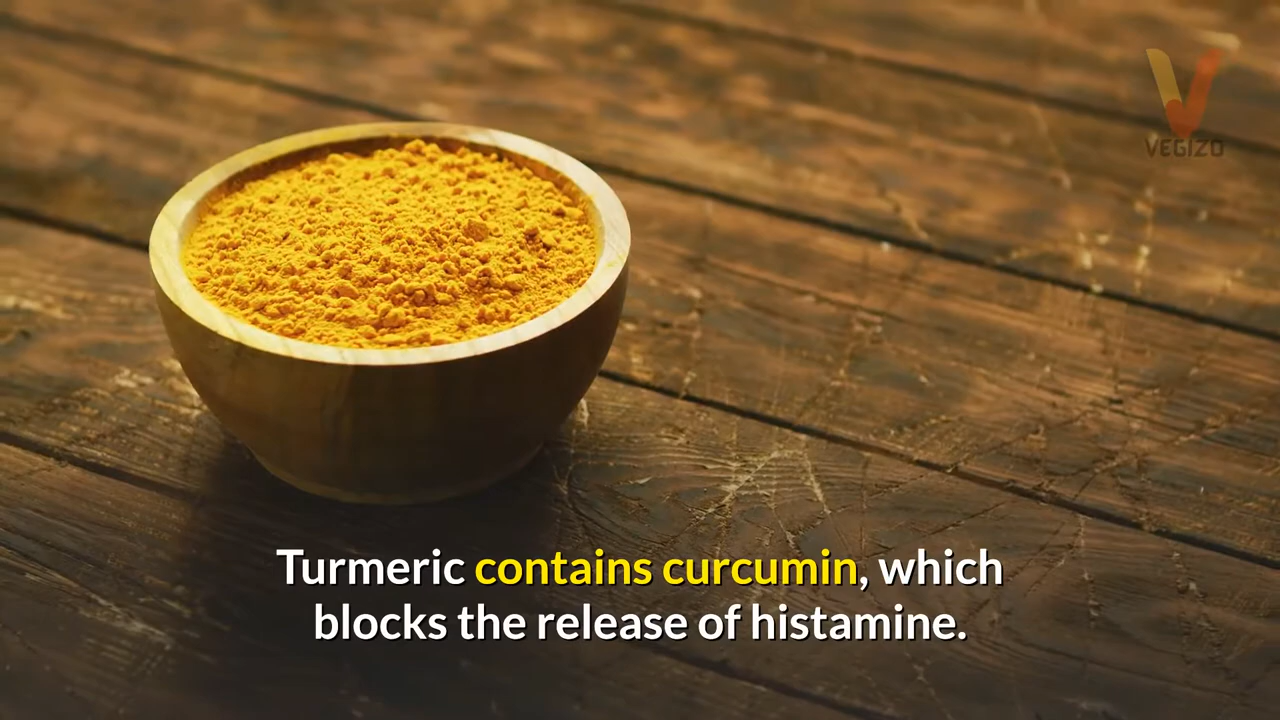 VEGIZO
Turmeric contains curcumin, which
blocks the release of histamine.